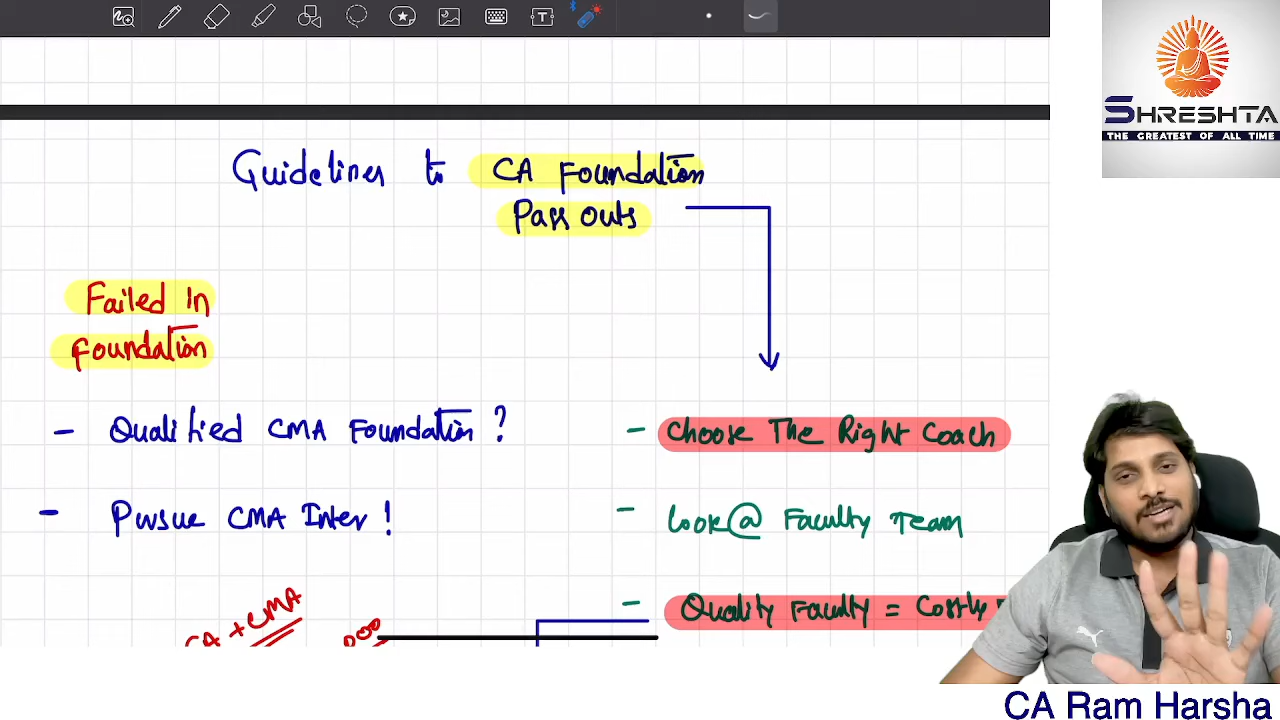 SHRESHTA
THE GREATEST OF ALL TIME
Guidelines to CA Foundation
Pass Outs
Failed In
Foundation
- Qualified CMA Foundation ?
- Pursue CMA Inter !
CA + CMA
- Choose The Right Coach
- Look@ Faculty Team
- Quality Faculty = Costly
CA Ram Harsha